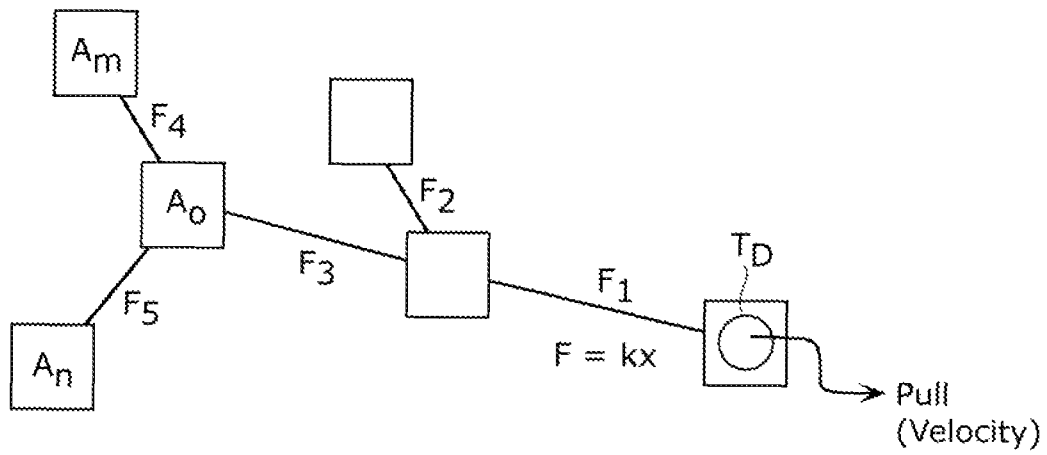 Am
F4
Ao
F2
TD
F3
F1
F5
F = kx
An
Pull
(Velocity)